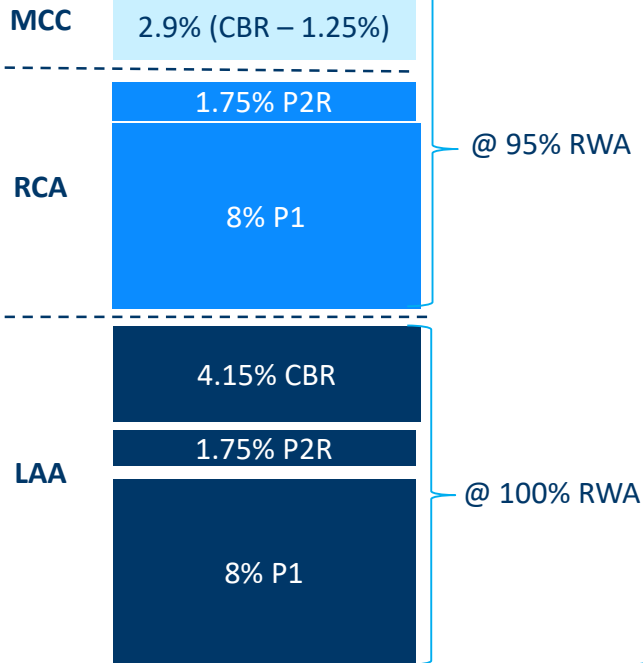 MCC
2.9% (CBR – 1.25%)
1.75% P2R
@ 95% RWA
RCA
8% P1
4.15% CBR
1.75% P2R
LAA
@ 100% RWA
8% P1